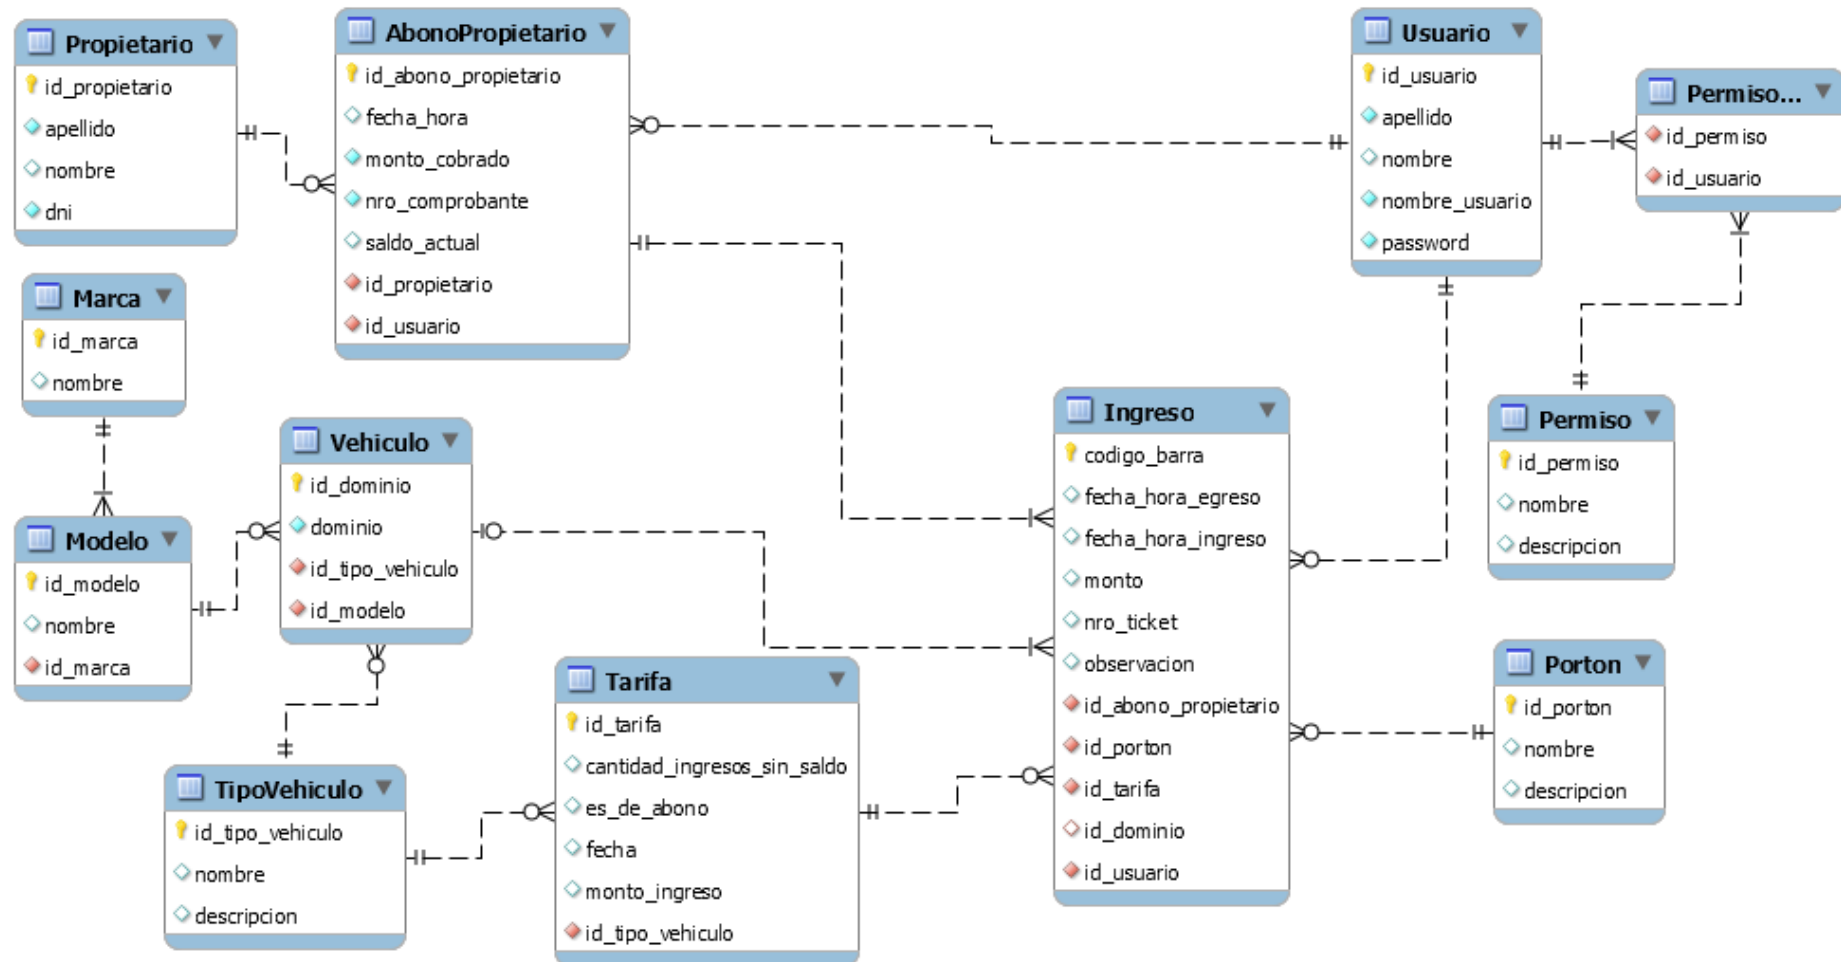 Propietario
id_propietario
apellido
nombre
dni
AbonoPropietario
id_abono_propietario
fecha_hora
monto_cobrado
nro_comprobante
saldo_actual
id_propietario
id_usuario
Usuario
id_usuario
apellido
nombre
nombre_usuario
password
Permiso...
id_permiso
id_usuario
Marca
id_marca
nombre
Modelo
id_modelo
nombre
id_marca
Vehiculo
id_dominio
dominio
id_tipo_vehiculo
id_modelo
Ingreso
codigo_barra
fecha_hora_egreso
fecha_hora_ingreso
monto
nro_ticket
observacion
id_abono_propietario
id_porton
id_tarifa
id_dominio
id_usuario
Permiso
id_permiso
nombre
descripcion
Tarifa
id_tarifa
cantidad_ingresos_sin_saldo
es_de_abono
fecha
monto_ingreso
id_tipo_vehiculo
Porton
id_porton
nombre
descripcion
TipoVehiculo
id_tipo_vehiculo
nombre
descripcion